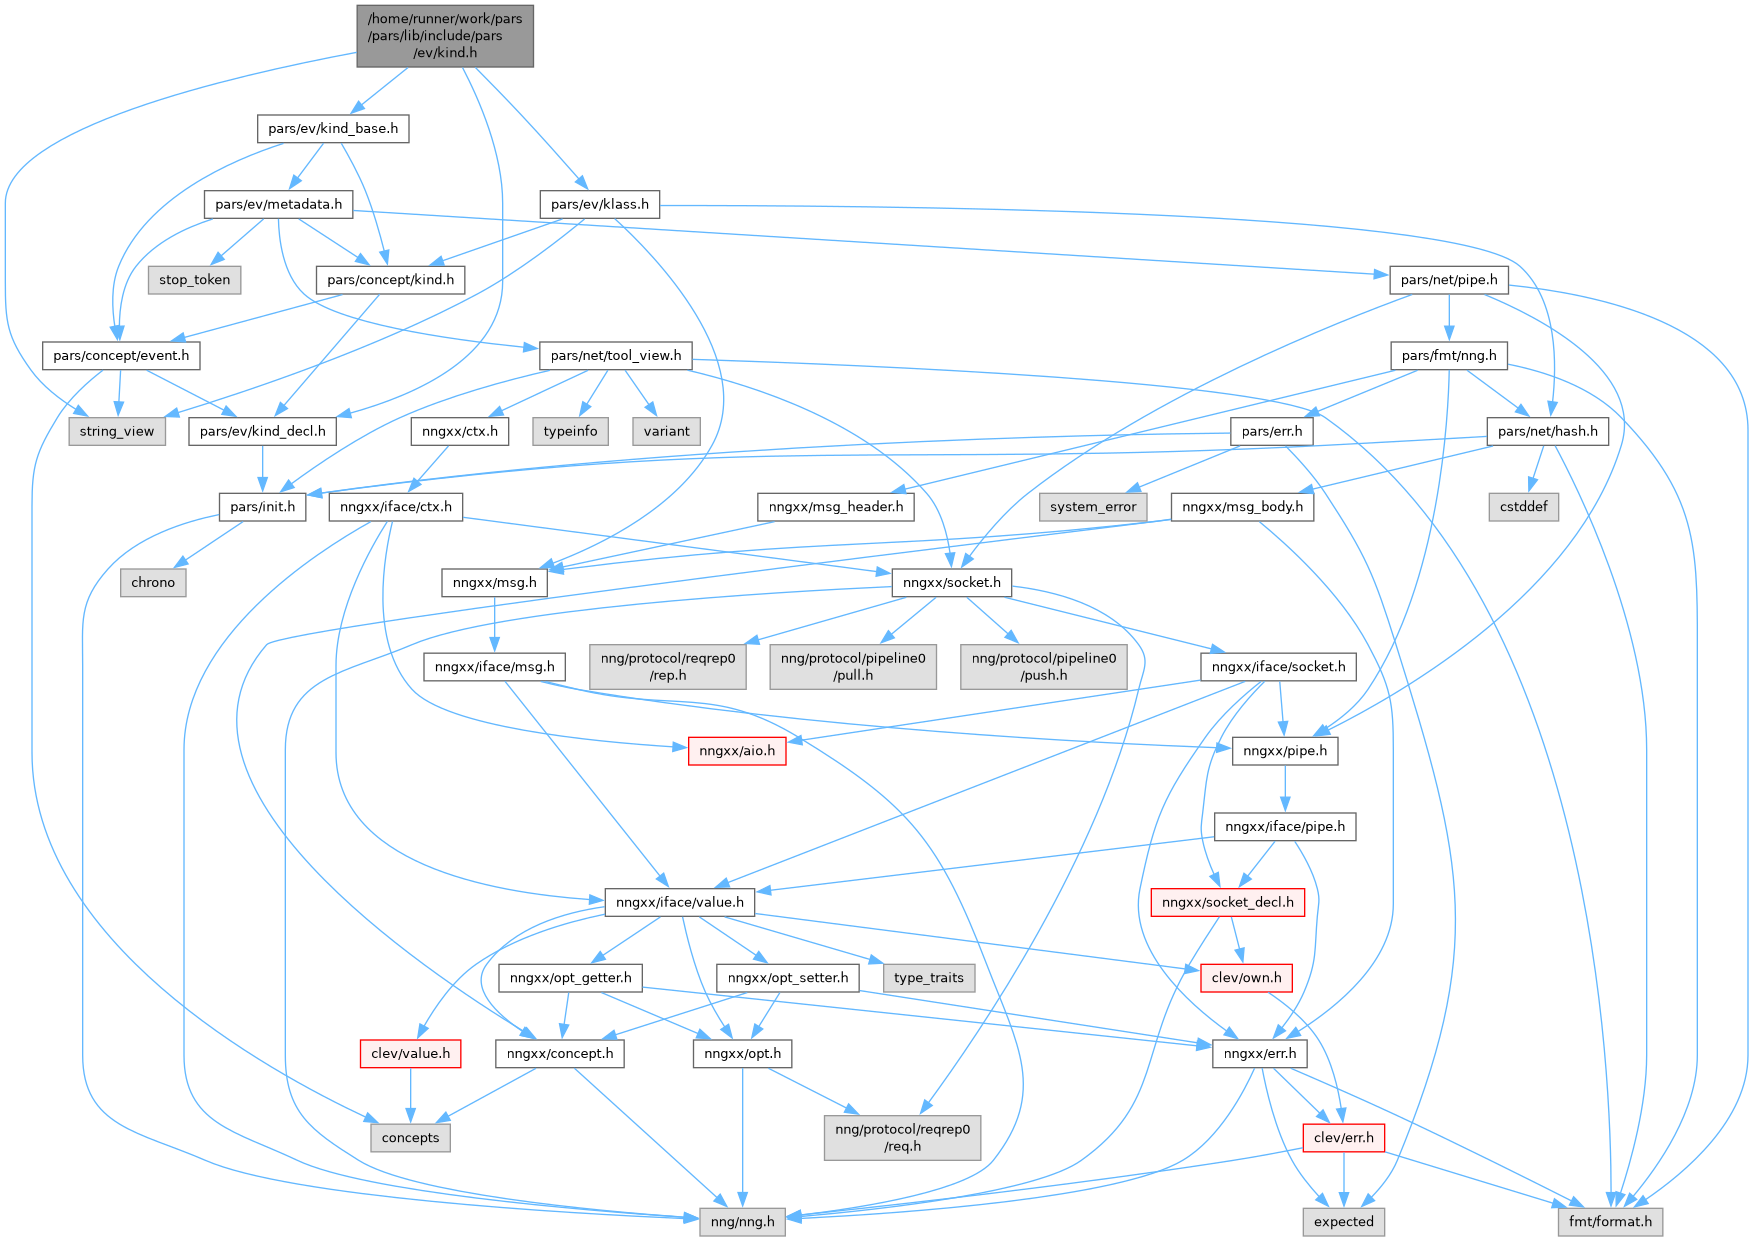 /home/runner/work/pars
/pars/lib/include/pars
/ev/kind.h
pars/ev/kind_base.h
pars/ev/metadata.h
pars/ev/klass.h
stop_token
pars/concept/kind.h
pars/net/pipe.h
pars/concept/event.h
pars/net/tool_view.h
pars/fmt/nng.h
string_view
pars/ev/kind_decl.h
nngxx/ctx.h
typeinfo
variant
pars/err.h
pars/net/hash.h
pars/init.h
nngxx/iface/ctx.h
nngxx/msg_header.h
system_error
nngxx/msg_body.h
cstddef
chrono
nngxx/msg.h
nngxx/socket.h
nngxx/iface/msg.h
nng/protocol/reqrep0
/rep.h
nng/protocol/pipeline0
/pull.h
nng/protocol/pipeline0
/push.h
nngxx/iface/socket.h
nngxx/aio.h
nngxx/pipe.h
nngxx/iface/pipe.h
nngxx/iface/value.h
nngxx/socket_decl.h
nngxx/opt_getter.h
nngxx/opt_setter.h
type_traits
clev/own.h
clev/value.h
nngxx/concept.h
nngxx/opt.h
nngxx/err.h
concepts
nng/protocol/reqrep0
/req.h
clev/err.h
nng/nng.h
expected
fmt/format.h